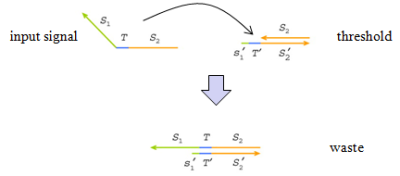 S₁ T S₂ S₂
input signal threshold
s₁′ T′ S₂′
S₁ T S₂
waste
s₁′ T′ S₂′